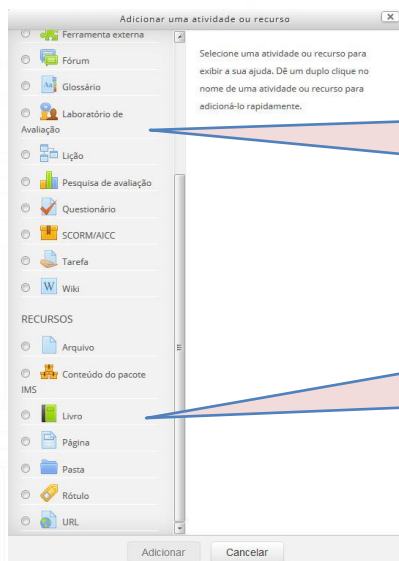 Adicionar uma atividade ou recurso
Ferramenta externa
Fórum
Glossário
Laboratório de
Avaliação
Lição
Pesquisa de avaliação
Questionário
SCORM/AICC
Tarefa
Wiki
RECURSOS
Arquivo
Conteúdo do pacote
IMS
Livro
Página
Pasta
Rótulo
URL
Selecione uma atividade ou recurso para
exibir a sua ajuda. Dê um duplo clique no
nome de uma atividade ou recurso para
adicioná-lo rapidamente.
Adicionar
Cancelar